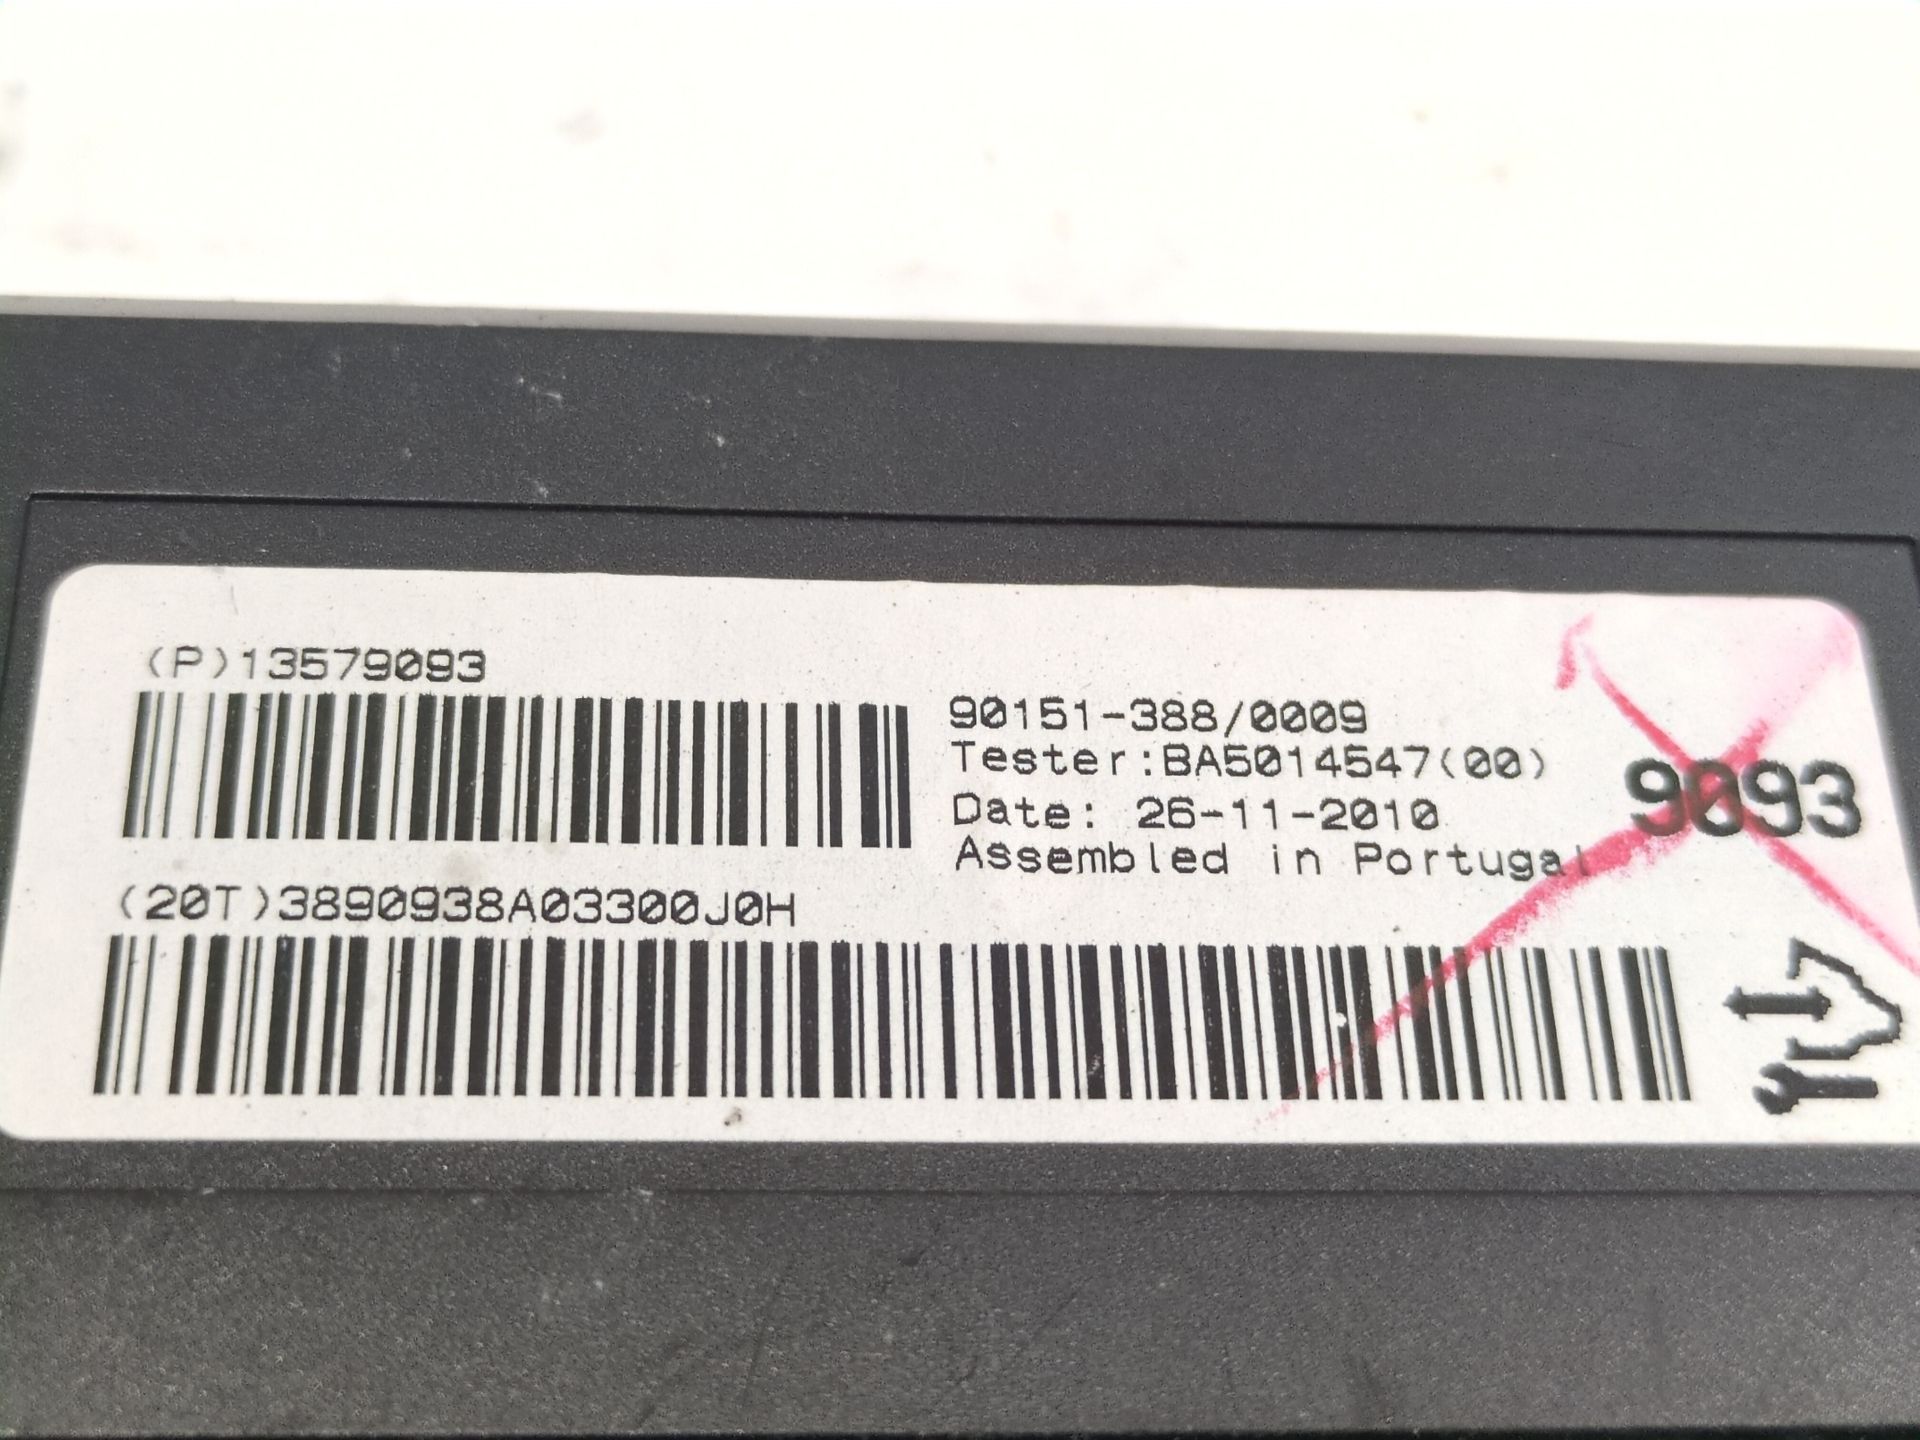 (P)13579093
90151-388/0009
Tester:BA5014547(00)
Date: 26-11-2010
Assembled in Portugal
9093
(20T)3890938A03300J0H